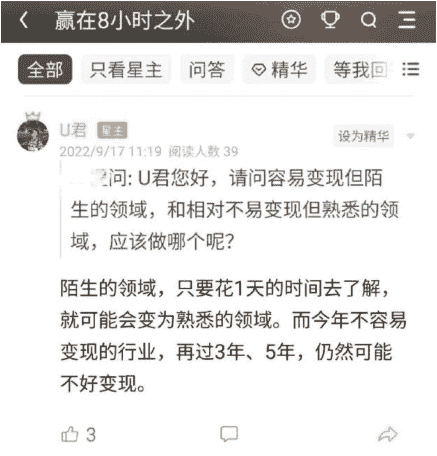 赢在8小时之外
全部 只看星主 问答 精华 等我回
U君 星主
设为精华
2022/9/17 11:19 阅读人数 39
问: U君您好，请问容易变现但陌
生的领域，和相对不易变现但熟悉的领
域，应该做哪个呢？
陌生的领域，只要花1天的时间去了解，
就可能会变为熟悉的领域。而今年不容易
变现的行业，再过3年、5年，仍然可能
不好变现。
3